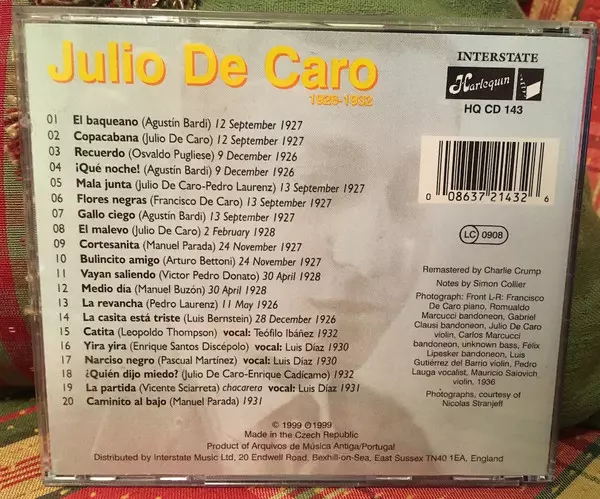 Julio De Caro
1926-1932
01 El baqueano (Agustín Bardi) 12 September 1927
02 Copacabana (Julio De Caro) 12 September 1927
03 Recuerdo (Osvaldo Pugliese) 9 December 1926
04 ¡Qué noche! (Agustín Bardi) 9 December 1926
05 Mala junta (Julio De Caro-Pedro Laurenz) 13 September 1927
06 Flores negras (Francisco De Caro) 13 September 1927
07 Gallo ciego (Agustín Bardi) 13 September 1927
08 El malevo (Julio De Caro) 2 February 1928
09 Cortesanita (Manuel Parada) 24 November 1927
10 Bulincito amigo (Arturo Bettoni) 24 November 1927
11 Vayan saliendo (Victor Pedro Donato) 30 April 1928
12 Medio dia (Manuel Buzón) 30 April 1928
13 La revancha (Pedro Laurenz) 11 May 1926
14 La casita está triste (Luis Bernstein) 28 December 1926
15 Catita (Leopoldo Thompson) vocal: Teófilo Ibáñez 1932
16 Yira yira (Enrique Santos Discépolo) vocal: Luis Díaz 1930
17 Narciso negro (Pascual Martínez) vocal: Luis Díaz 1930
18 ¿Quién dijo miedo? (Julio De Caro-Enrique Cadícamo) 1932
19 La partida (Vicente Sciarreta) chacarera vocal: Luis Díaz 1931
20 Caminito al bajo (Manuel Parada) 1931
INTERSTATE
Harlequin
HQ CD 143
0 08637 21432 6
LC 0908
Remastered by Charlie Crump
Notes by Simon Collier
Photograph: Front L-R: Francisco
De Caro piano, Romualdo
Marcucci bandoneon, Gabriel
Clausi bandoneon, Julio De Caro
violin, Carlos Marcucci
bandoneon, unknown bass, Félix
Lipesker bandoneon, Luis
Gutiérrez del Barrio violin, Pedro
Lauga vocalist, Mauricio Saiovich
violin, 1936
Photographs, courtesy of
Nicolas Stranjeff
© 1999 ℗1999
Made in the Czech Republic
Product of Arquivos de Música Antiga/Portugal
Distributed by Interstate Music Ltd, 20 Endwell Road, Bexhill-on-Sea, East Sussex TN40 1EA, England